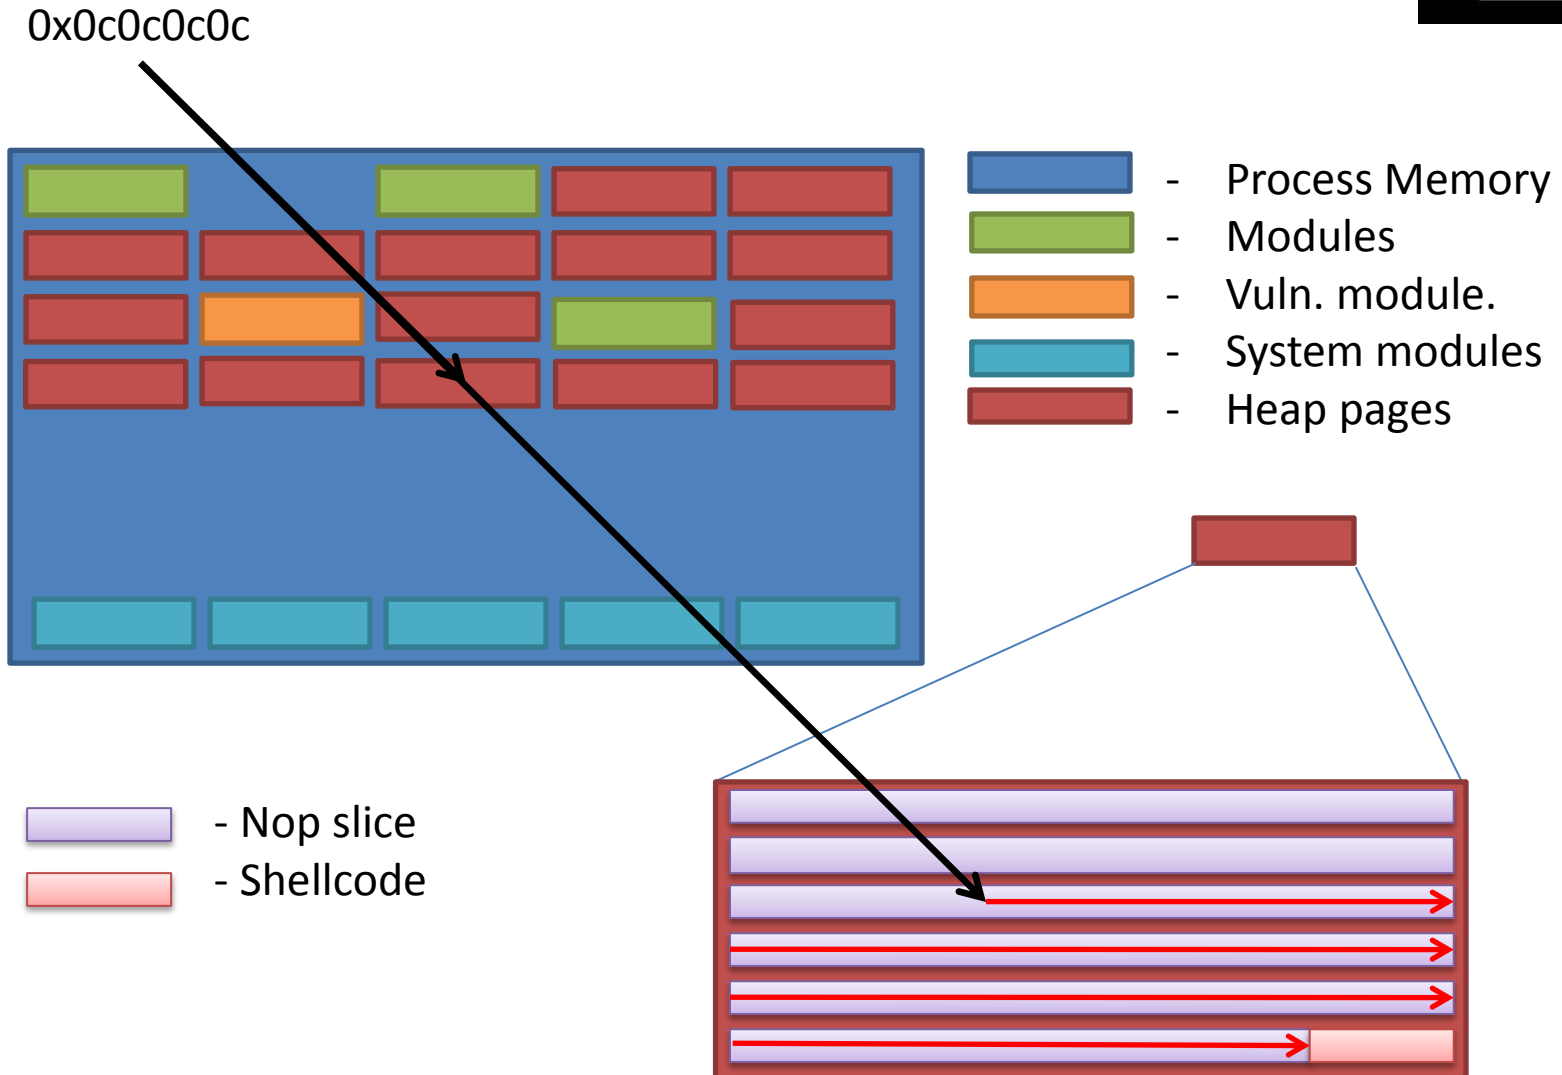 0x0c0c0c0c
- Process Memory
- Modules
- Vuln. module.
- System modules
- Heap pages
- Nop slice
- Shellcode